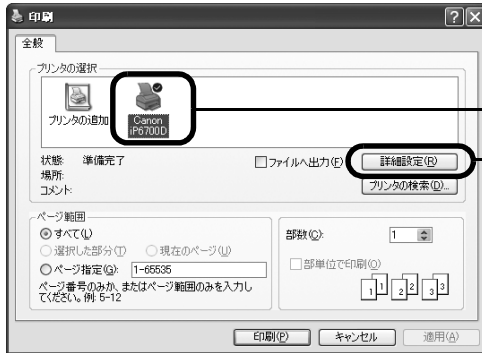 印刷
全般
プリンタの選択
プリンタの追加
Canon
iP6700D
状態: 準備完了
場所:
コメント:
ファイルへ出力(F)
詳細設定(R)
プリンタの検索(D)...
ページ範囲
すべて(L)
選択した部分(T) 現在のページ(U)
ページ指定(G): 1-65535
ページ番号のみか、またはページ範囲のみを入力し
てください。例: 5-12
部数(C): 1
部単位で印刷(O)
1 1 2 2 3 3
印刷(P) キャンセル 適用(A)